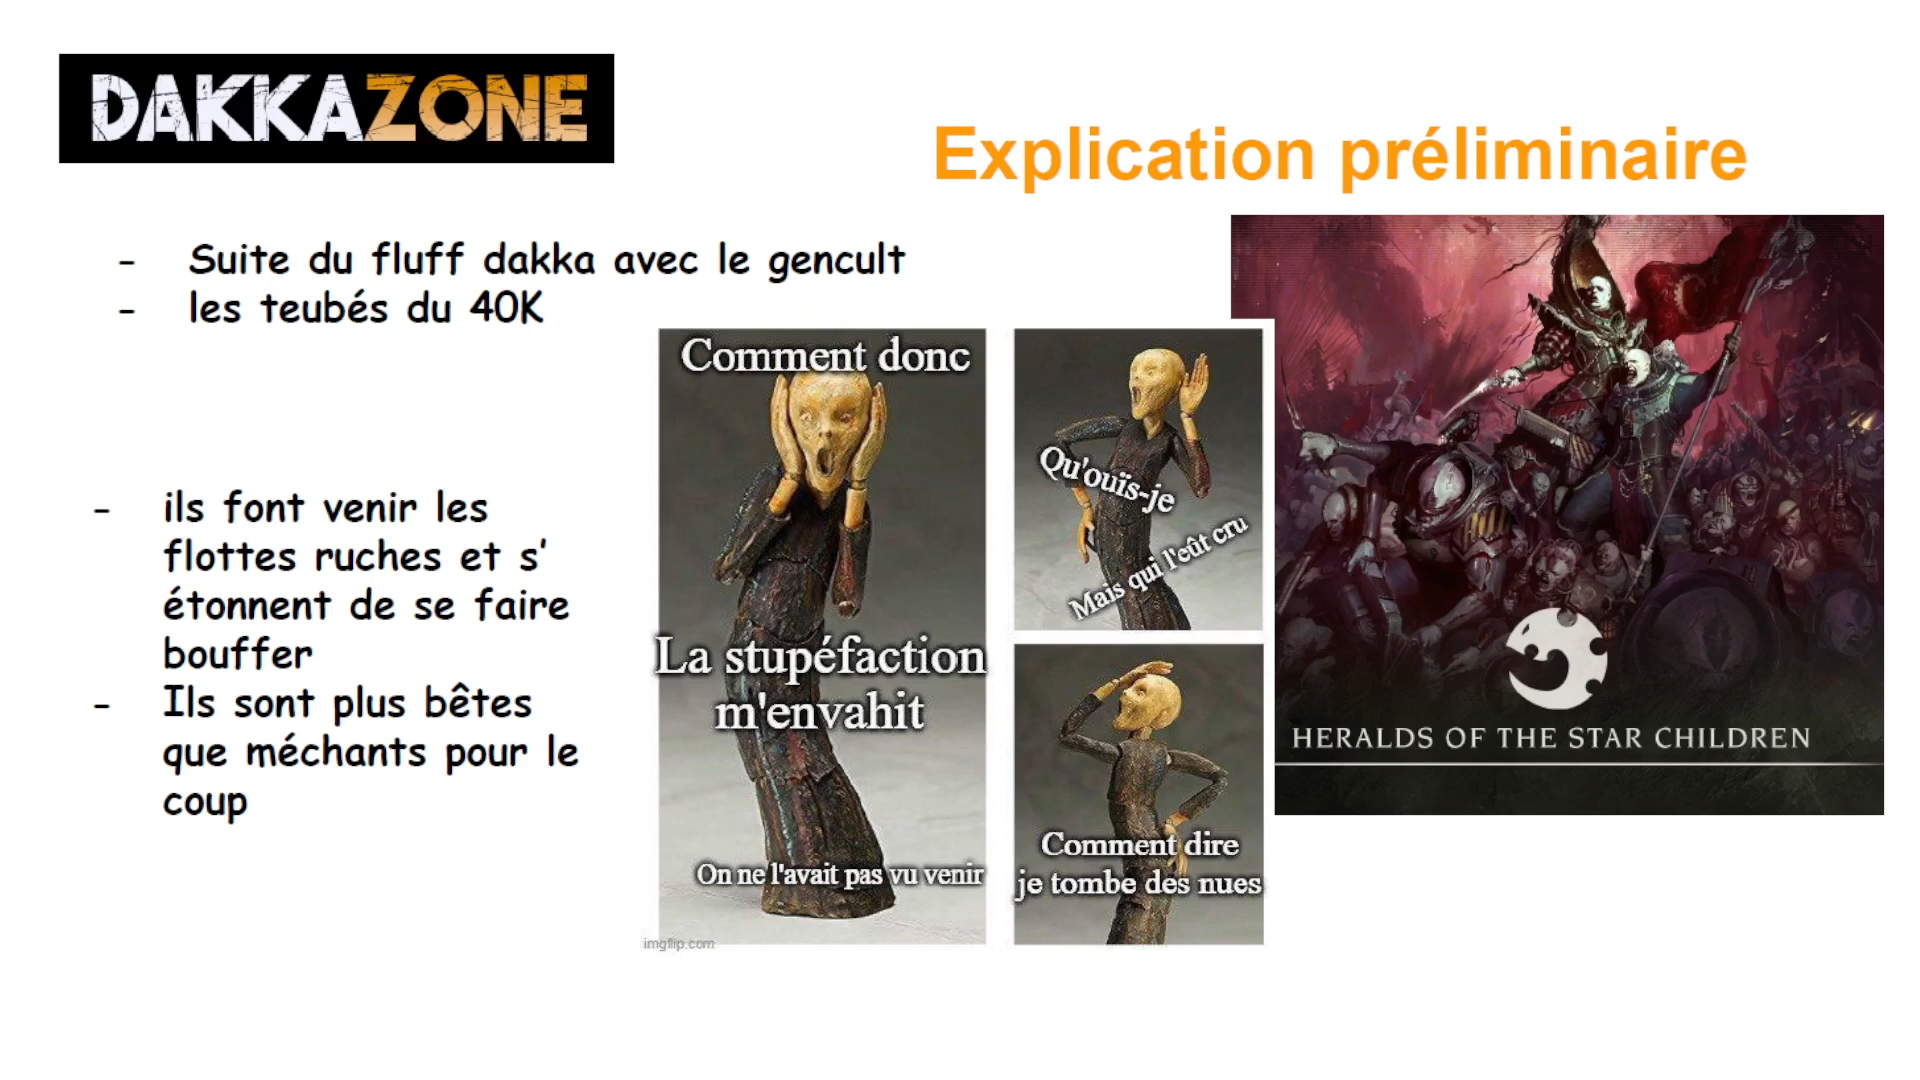 DAKKAZONE
Explication préliminaire
- Suite du fluff dakka avec le gencult
- les teubés du 40K
- ils font venir les
flottes ruches et s'
étonnent de se faire
bouffer
- Ils sont plus bêtes
que méchants pour le
coup
Comment donc
La stupéfaction
m'envahit
On ne l'avait pas vu venir
imgflip.com
Qu'ouïs-je
Mais qui l'eût cru
Comment dire
je tombe des nues
HERALDS OF THE STAR CHILDREN